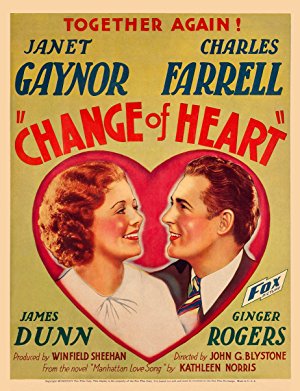 TOGETHER AGAIN!
JANET CHARLES
GAYNOR FARRELL
"CHANGE of HEART"
FOX
JAMES GINGER
DUNN ROGERS
Produced by WINFIELD SHEEHAN Directed by JOHN G. BLYSTONE
from the novel "Manhattan Love Song" by KATHLEEN NORRIS